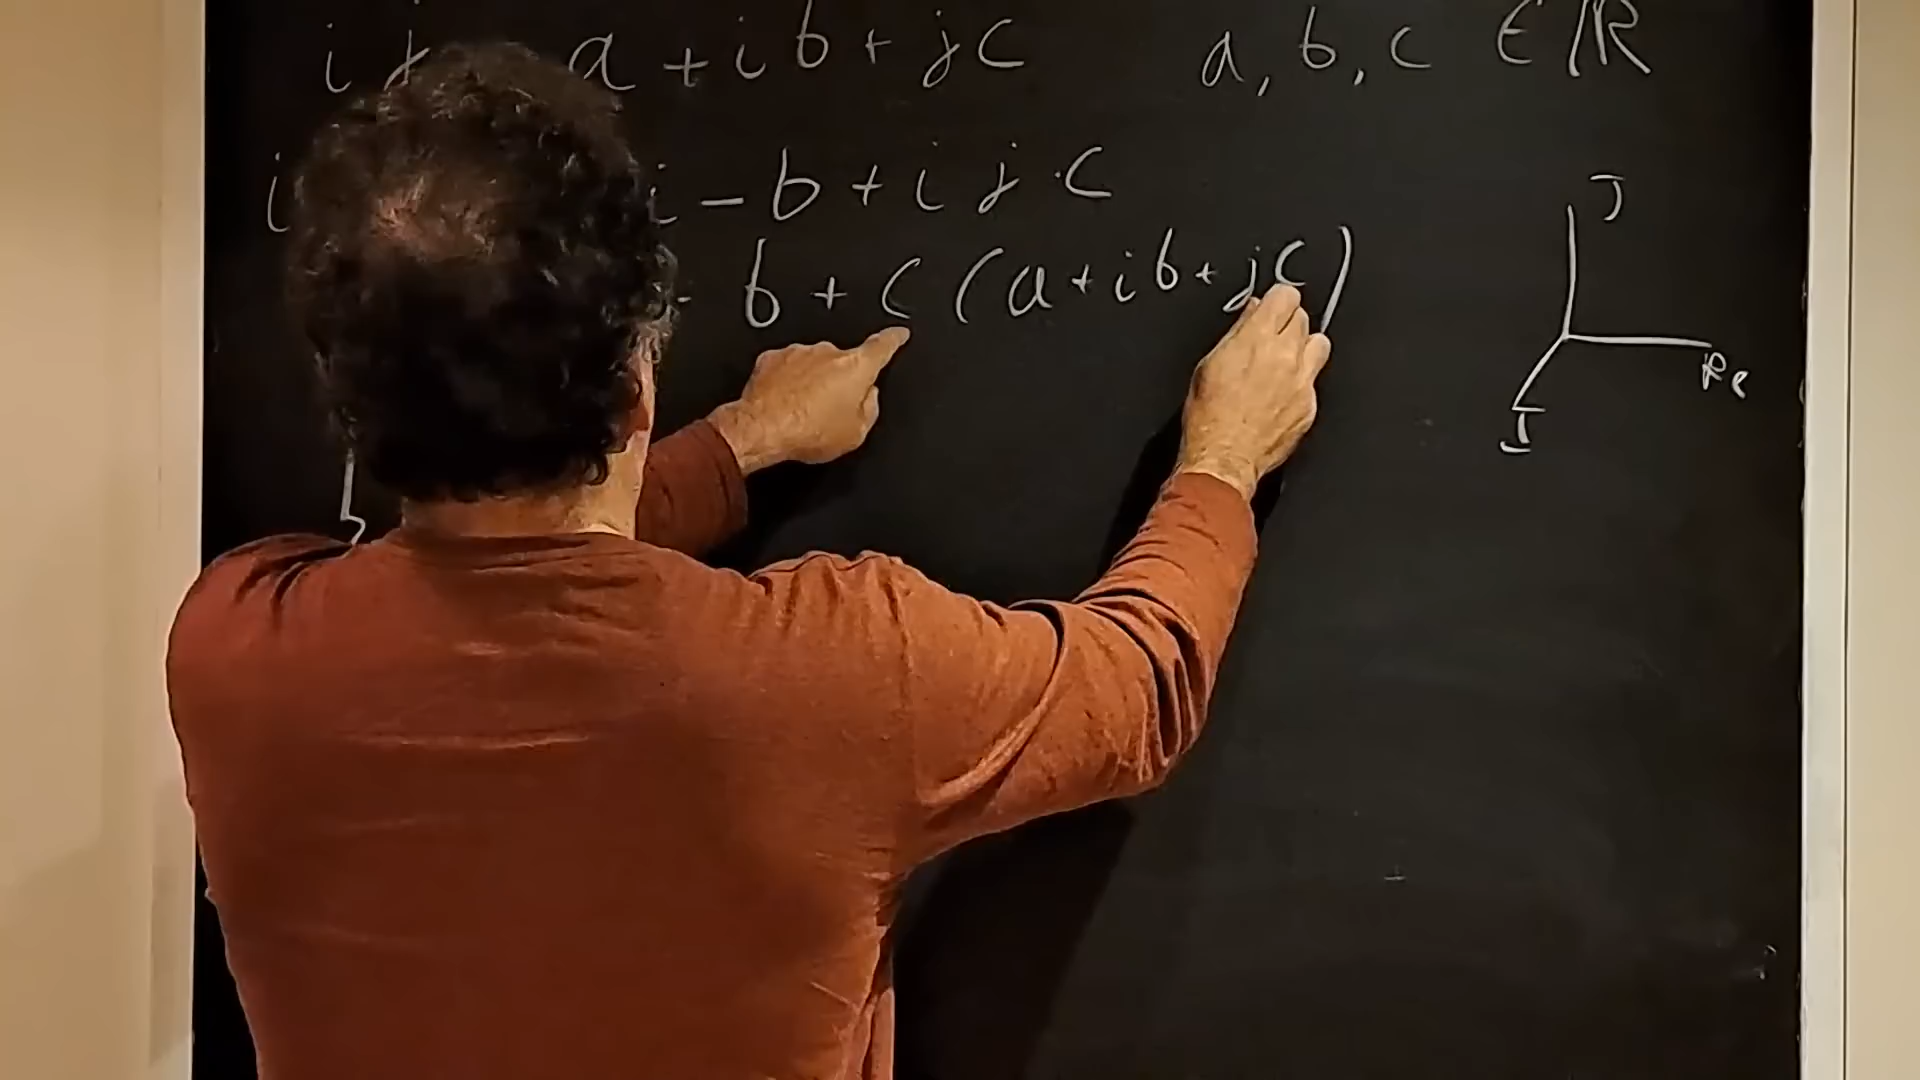 i j a + i b + j c a, b, c ∈ ℝ
i i - b + i j · c
- b + c ( a + i b + j c )
J
Re
I